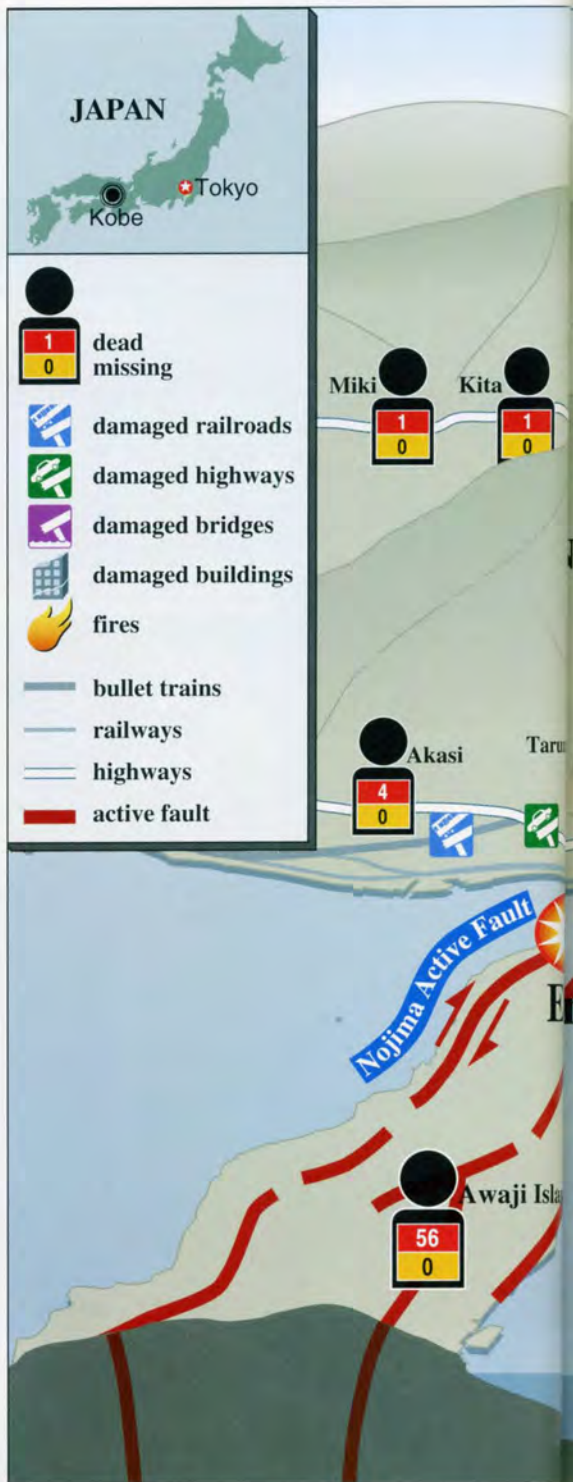 JAPAN
Tokyo
Kobe
1
0
dead
missing
damaged railroads
damaged highways
damaged bridges
damaged buildings
fires
bullet trains
railways
highways
active fault
Miki
Kita
1
0
1
0
Akasi
4
0
Nojima Active Fault
Awaji
56
0